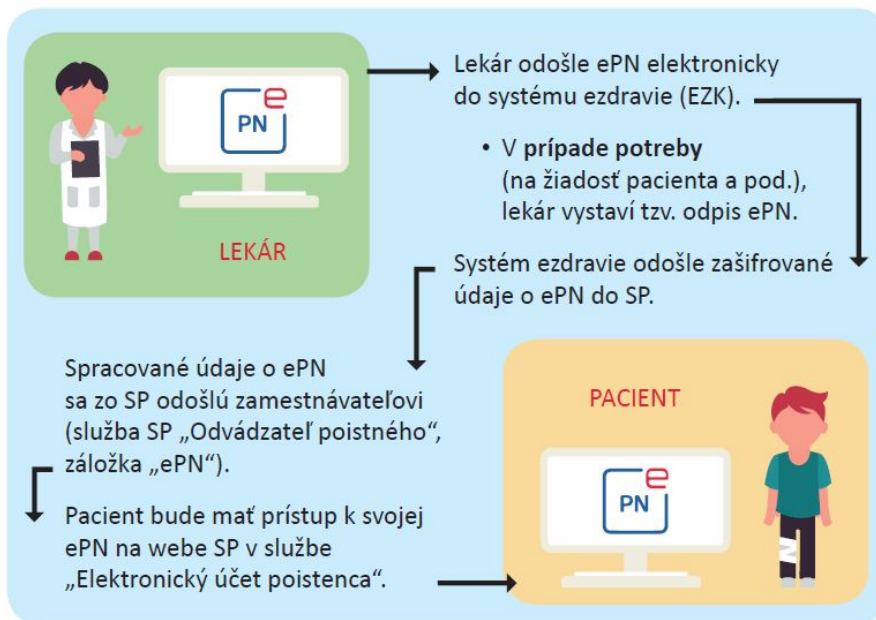 e
PN
LEKÁR
Lekár odošle ePN elektronicky
do systému ezdravie (EZK).
• V prípade potreby
(na žiadosť pacienta a pod.),
lekár vystaví tzv. odpis ePN.
Systém ezdravie odošle zašifrované
údaje o ePN do SP.
Spracované údaje o ePN
sa zo SP odošlú zamestnávateľovi
(služba SP „Odvádzateľ poistného“,
záložka „ePN“).
Pacient bude mať prístup k svojej
ePN na webe SP v službe
„Elektronický účet poistenca“.
PACIENT
e
PN